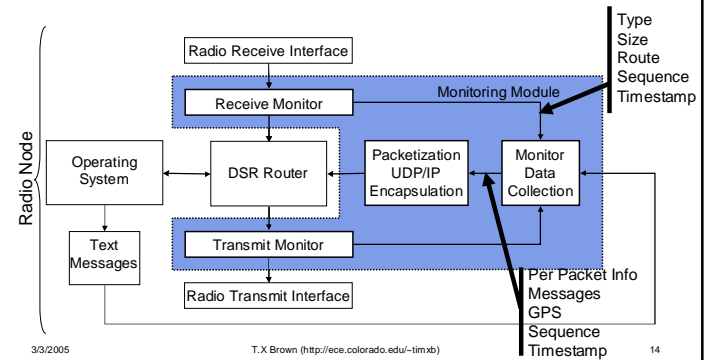 Radio Node
Radio Receive Interface
Receive Monitor
Monitoring Module
Type
Size
Route
Sequence
Timestamp
Operating
System
DSR Router
Packetization
UDP/IP
Encapsulation
Monitor
Data
Collection
Text
Messages
Transmit Monitor
Radio Transmit Interface
Per Packet Info
Messages
GPS
Sequence
Timestamp
3/3/2005
T.X Brown (http://ece.colorado.edu/~timxb)
14